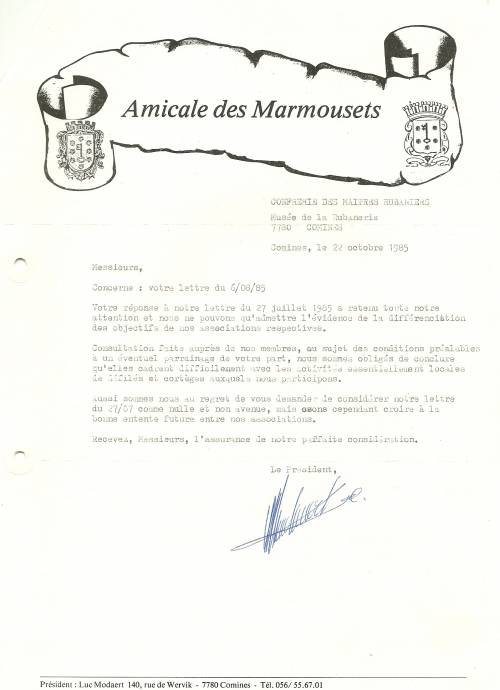 Amicale des Marmousets
CONFRERIE DES MAITRES RUBANIERS
Musée de la Rubanerie
7780 COMINES
Comines, le 22 octobre 1985
Messieurs,
Concerne : votre lettre du 6/08/85
Votre réponse à notre lettre du 27 juillet 1985 a retenu toute notre
attention et nous ne pouvons qu'admettre l'évidence de la différenciation
des objectifs de nos associations respectives.
Consultation faite auprès de nos membres, au sujet des conditions préalables
à un éventuel parrainage de votre part, nous sommes obligés de conclure
qu'elles cadrent difficilement avec les activités essentiellement locales
de défilés et cortèges auxquels nous participons.
Aussi sommes nous au regret de vous demander de considérer notre lettre
du 27/07 comme nulle et non avenue, mais osons cependant croire à la
bonne entente future entre nos associations.
Recevez, Messieurs, l'assurance de notre parfaite considération.
Le Président,
Président : Luc Modaert 140, rue de Wervik - 7780 Comines - Tél. 056/ 55.67.01